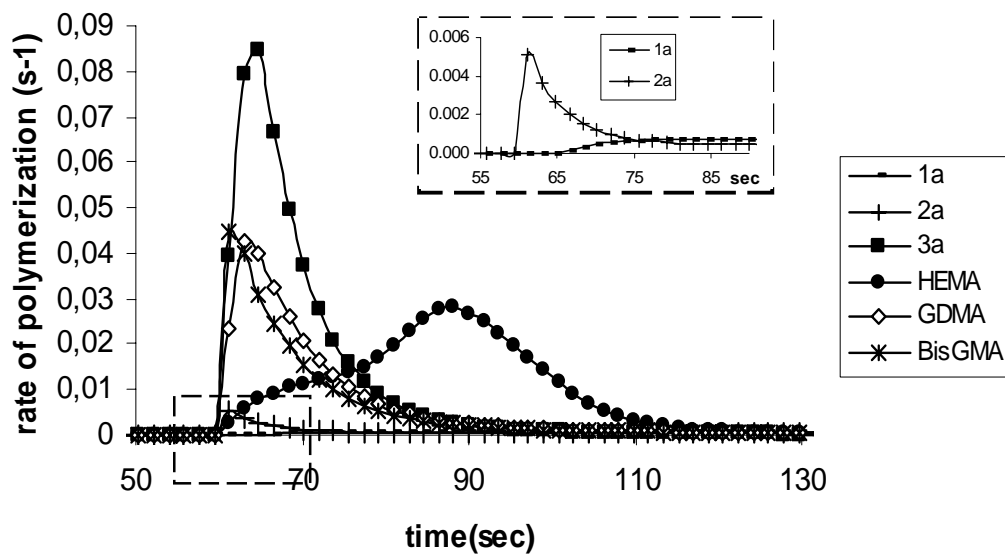 rate of polymerization (s-1)
0,09
0,08
0,07
0,06
0,05
0,04
0,03
0,02
0,01
0
50
70
90
110
130
time(sec)
0.006
0.004
0.002
0.000
55
65
75
85
sec
1a
2a
1a
2a
3a
HEMA
GDMA
BisGMA